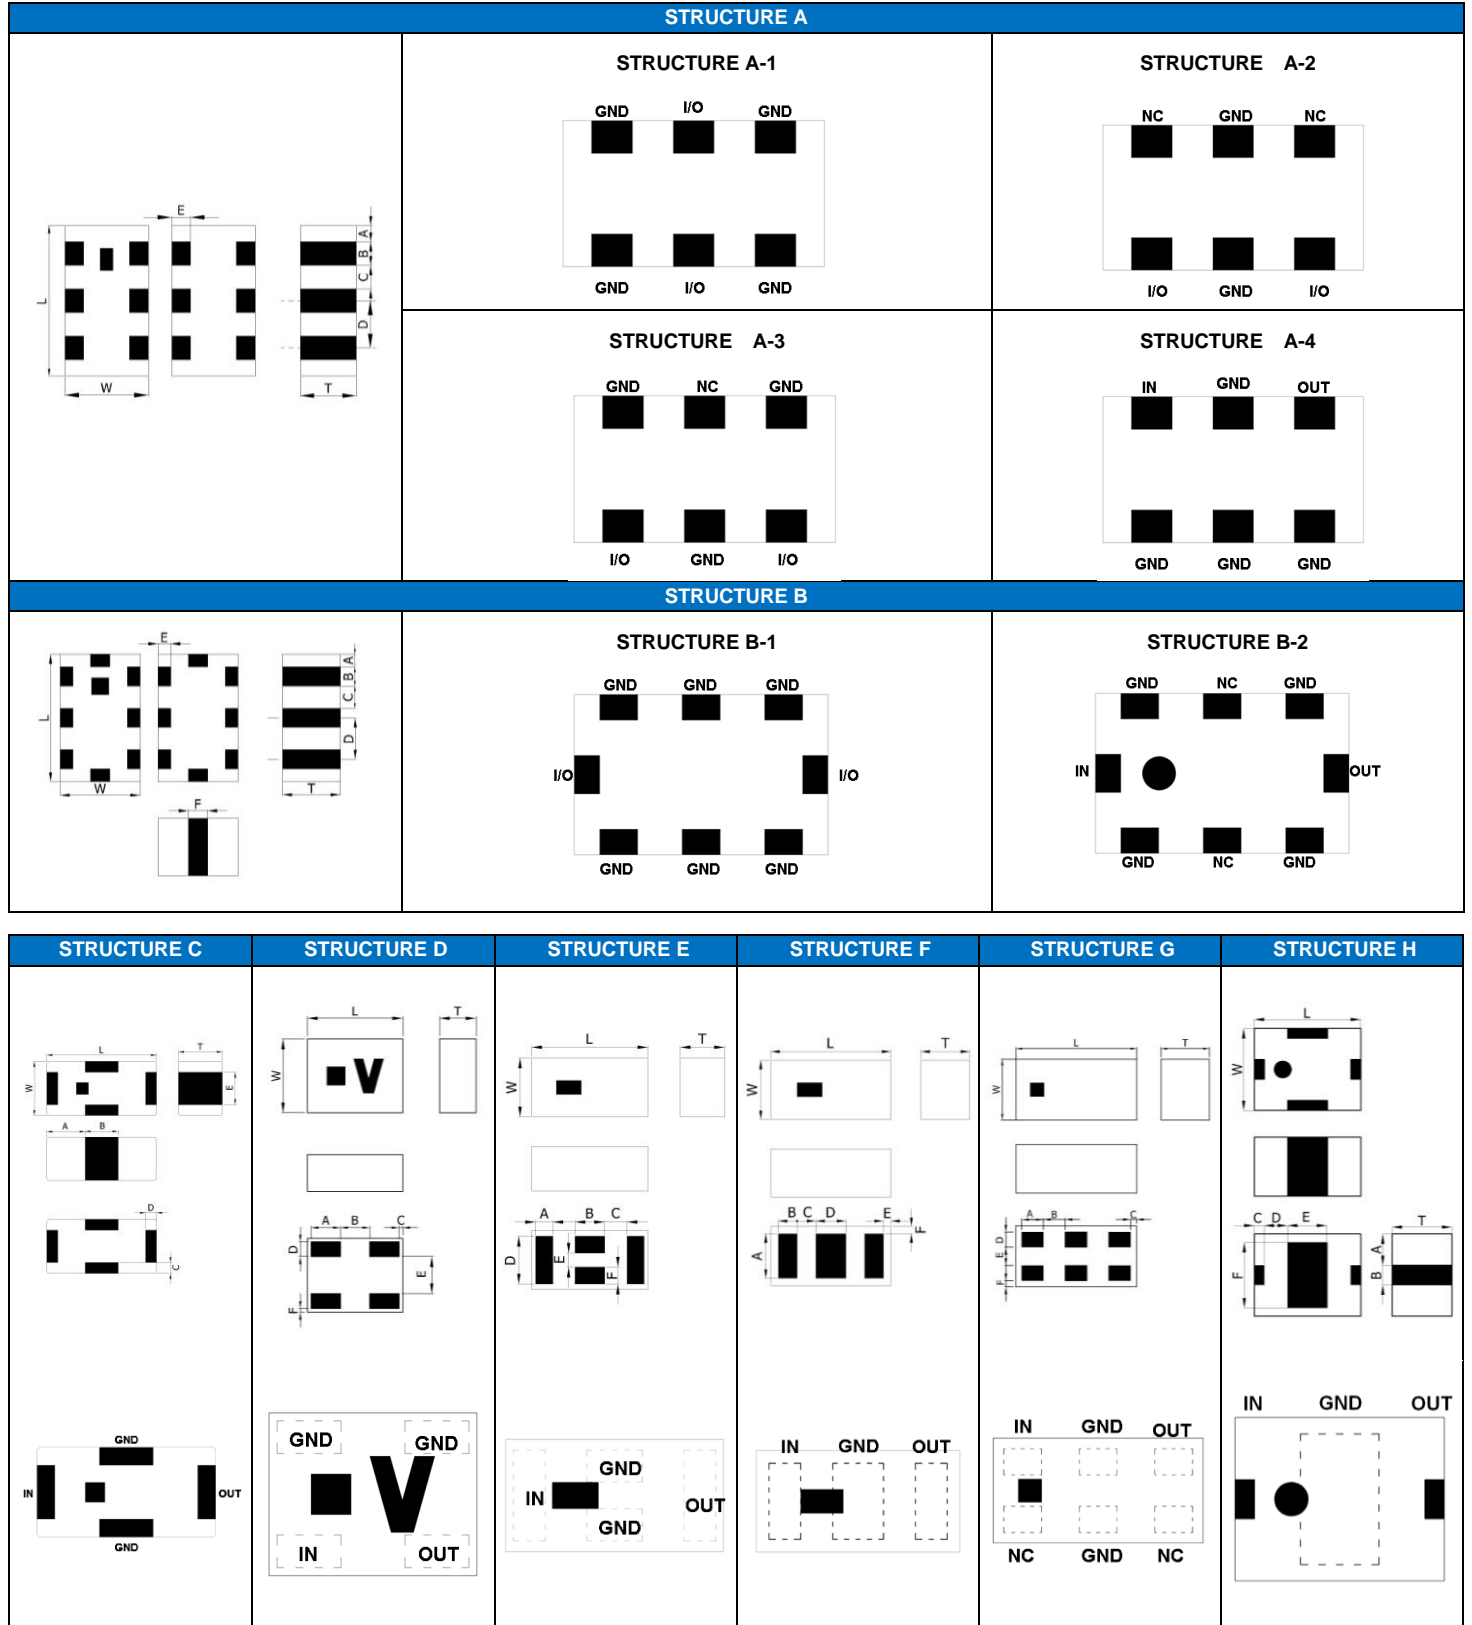 STRUCTURE A
STRUCTURE A-1
GND I/O GND
GND I/O GND
STRUCTURE A-2
NC GND NC
I/O GND I/O
E
L
W
A
B
C
D
T
STRUCTURE A-3
GND NC GND
I/O GND I/O
STRUCTURE A-4
IN GND OUT
GND GND GND
STRUCTURE B
E
L
W
A
B
C
D
T
F
STRUCTURE B-1
GND GND GND
I/O I/O
GND GND GND
STRUCTURE B-2
GND NC GND
IN OUT
GND NC GND
STRUCTURE C
L T
W E
A B
D
C
GND
IN OUT
GND
STRUCTURE D
L T
W
A B C
D
E
F
GND GND
V
IN OUT
STRUCTURE E
L T
W
A B C
D E F
GND
IN OUT
GND
STRUCTURE F
L T
W
B C D E
F
A
IN GND OUT
STRUCTURE G
L T
W
A B C
D
E
F
IN GND OUT
NC GND NC
STRUCTURE H
L
W
C D E T
A
F B
IN GND OUT